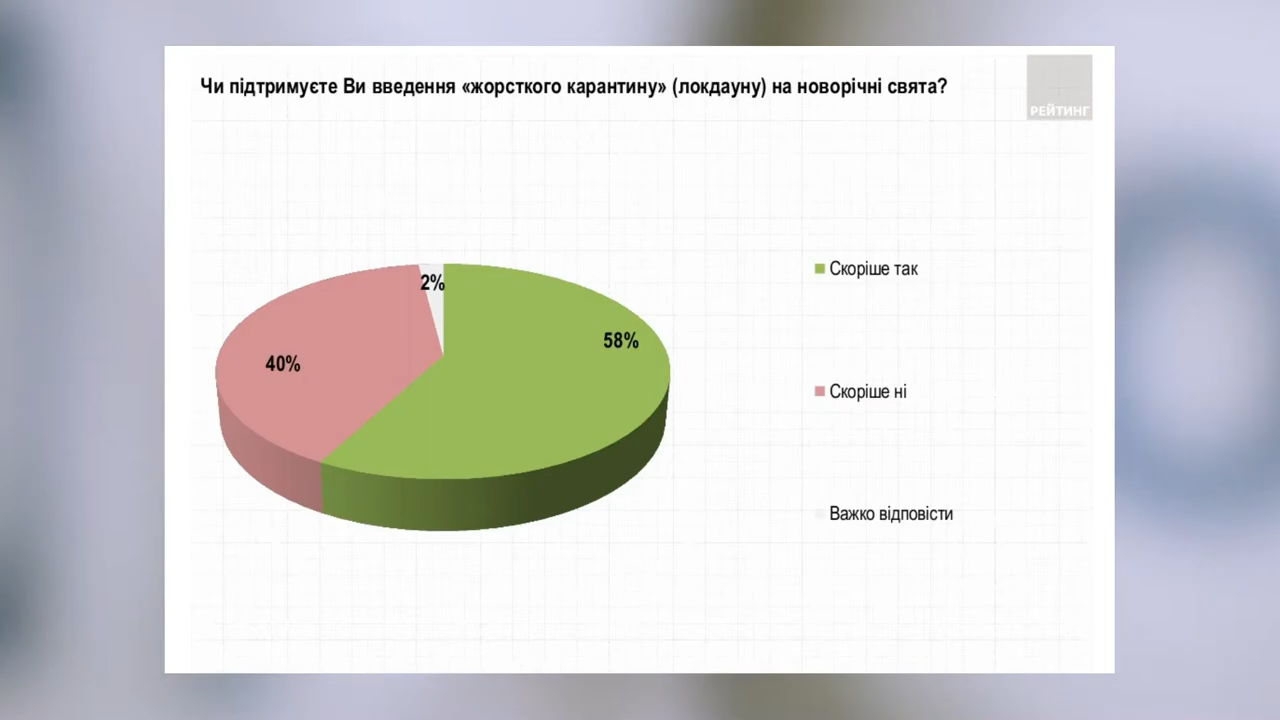 Чи підтримуєте Ви введення «жорсткого карантину» (локдауну) на новорічні свята?
РЕЙТИНГ
2%
58%
40%
Скоріше так
Скоріше ні
Важко відповісти